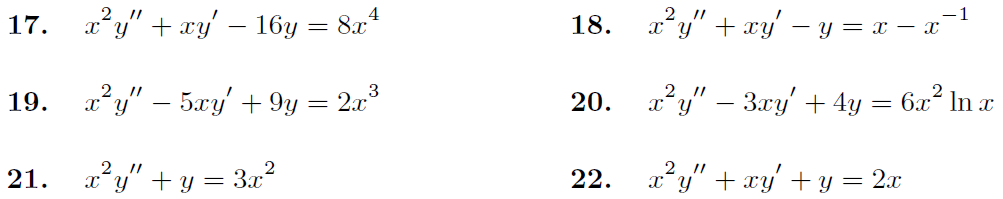 17. x²y″ + xy′ − 16y = 8x⁴ 18. x²y″ + xy′ − y = x − x⁻¹
19. x²y″ − 5xy′ + 9y = 2x³ 20. x²y″ − 3xy′ + 4y = 6x² ln x
21. x²y″ + y = 3x² 22. x²y″ + xy′ + y = 2x